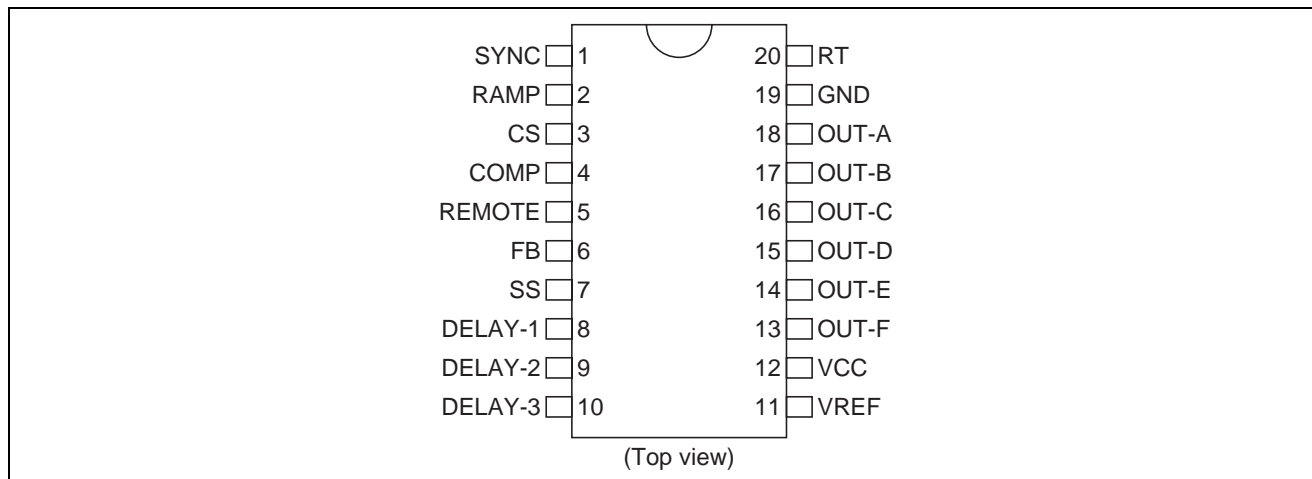 SYNC 1 20 RT
RAMP 2 19 GND
CS 3 18 OUT-A
COMP 4 17 OUT-B
REMOTE 5 16 OUT-C
FB 6 15 OUT-D
SS 7 14 OUT-E
DELAY-1 8 13 OUT-F
DELAY-2 9 12 VCC
DELAY-3 10 11 VREF
(Top view)